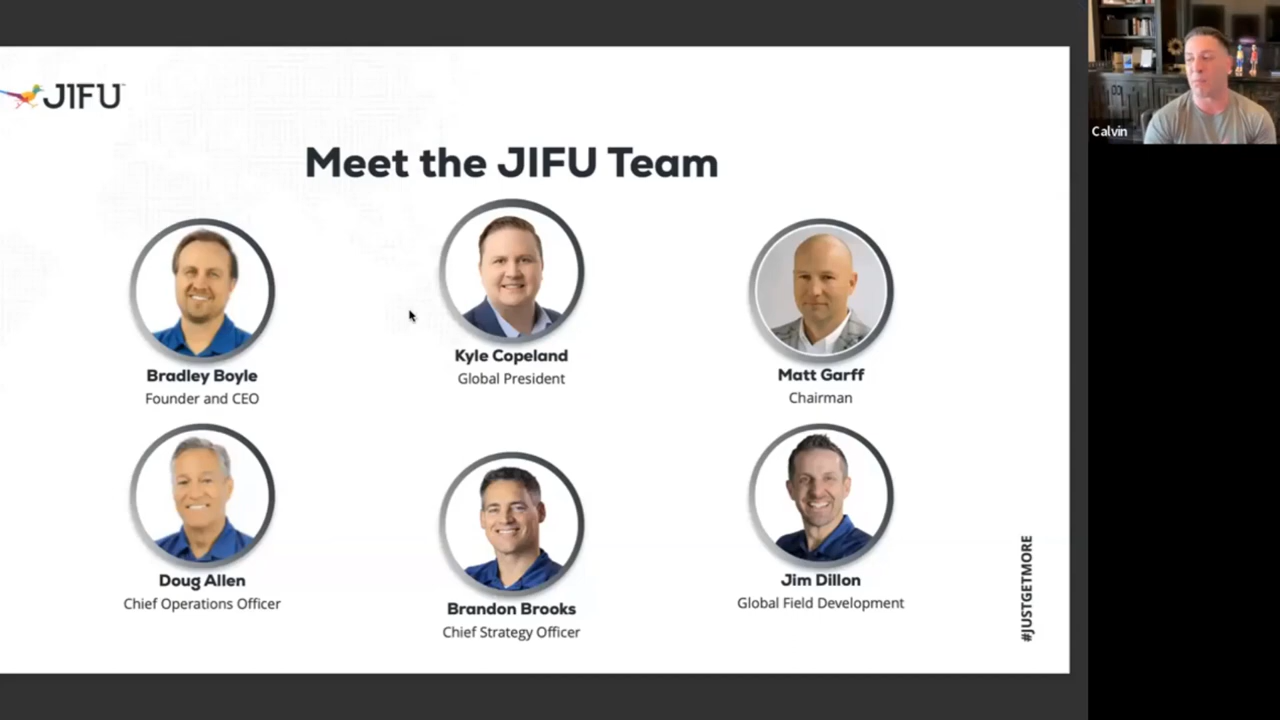 JIFU
Calvin
Meet the JIFU Team
Bradley Boyle
Founder and CEO
Kyle Copeland
Global President
Matt Garff
Chairman
Doug Allen
Chief Operations Officer
Brandon Brooks
Chief Strategy Officer
Jim Dillon
Global Field Development
#JUSTGETMORE